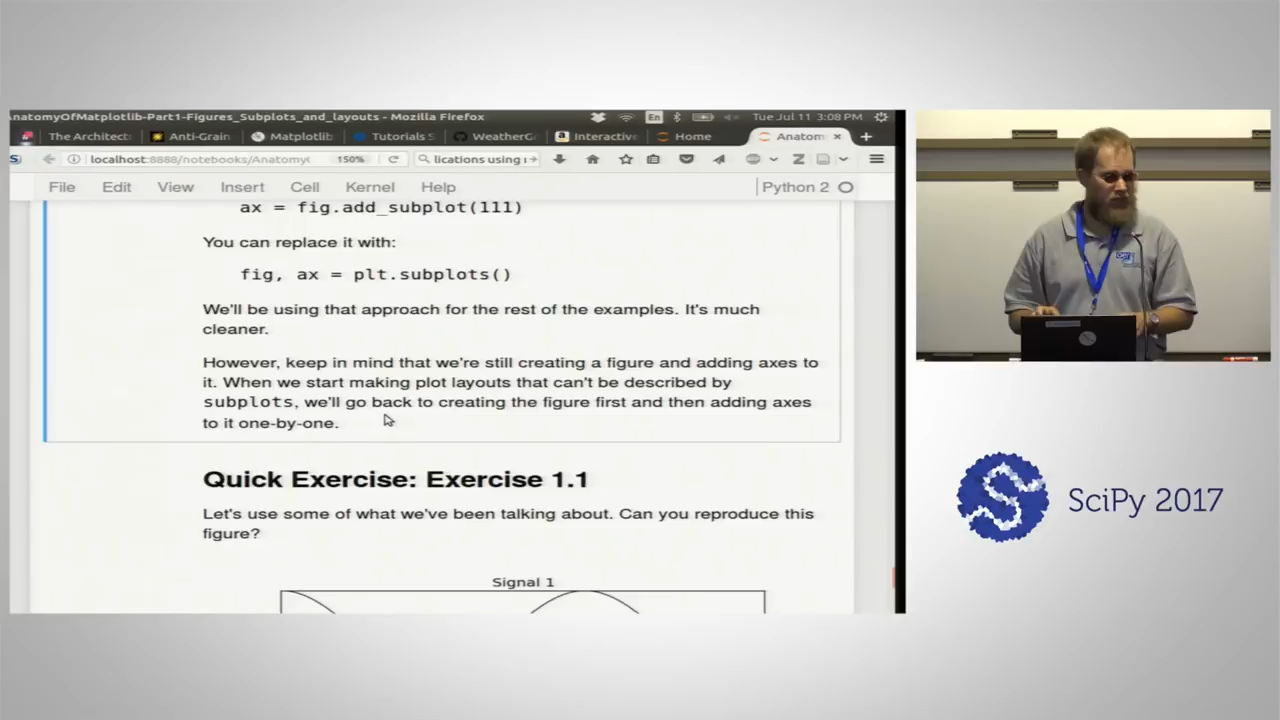 AnatomyOfMatplotlib-Part1-Figures_Subplots_and_layouts - Mozilla Firefox
En
Tue Jul 11 3:08 PM
The Architect
Anti-Grain
Matplotlib
Tutorials S
WeatherG
Interactive
Home
Anatom
localhost:8888/notebooks/Anatomy
150%
lications using
File Edit View Insert Cell Kernel Help
Python 2
ax = fig.add_subplot(111)
You can replace it with:
fig, ax = plt.subplots()
We'll be using that approach for the rest of the examples. It's much
cleaner.
However, keep in mind that we're still creating a figure and adding axes to
it. When we start making plot layouts that can't be described by
subplots, we'll go back to creating the figure first and then adding axes
to it one-by-one.
Quick Exercise: Exercise 1.1
Let's use some of what we've been talking about. Can you reproduce this
figure?
Signal 1
SciPy 2017